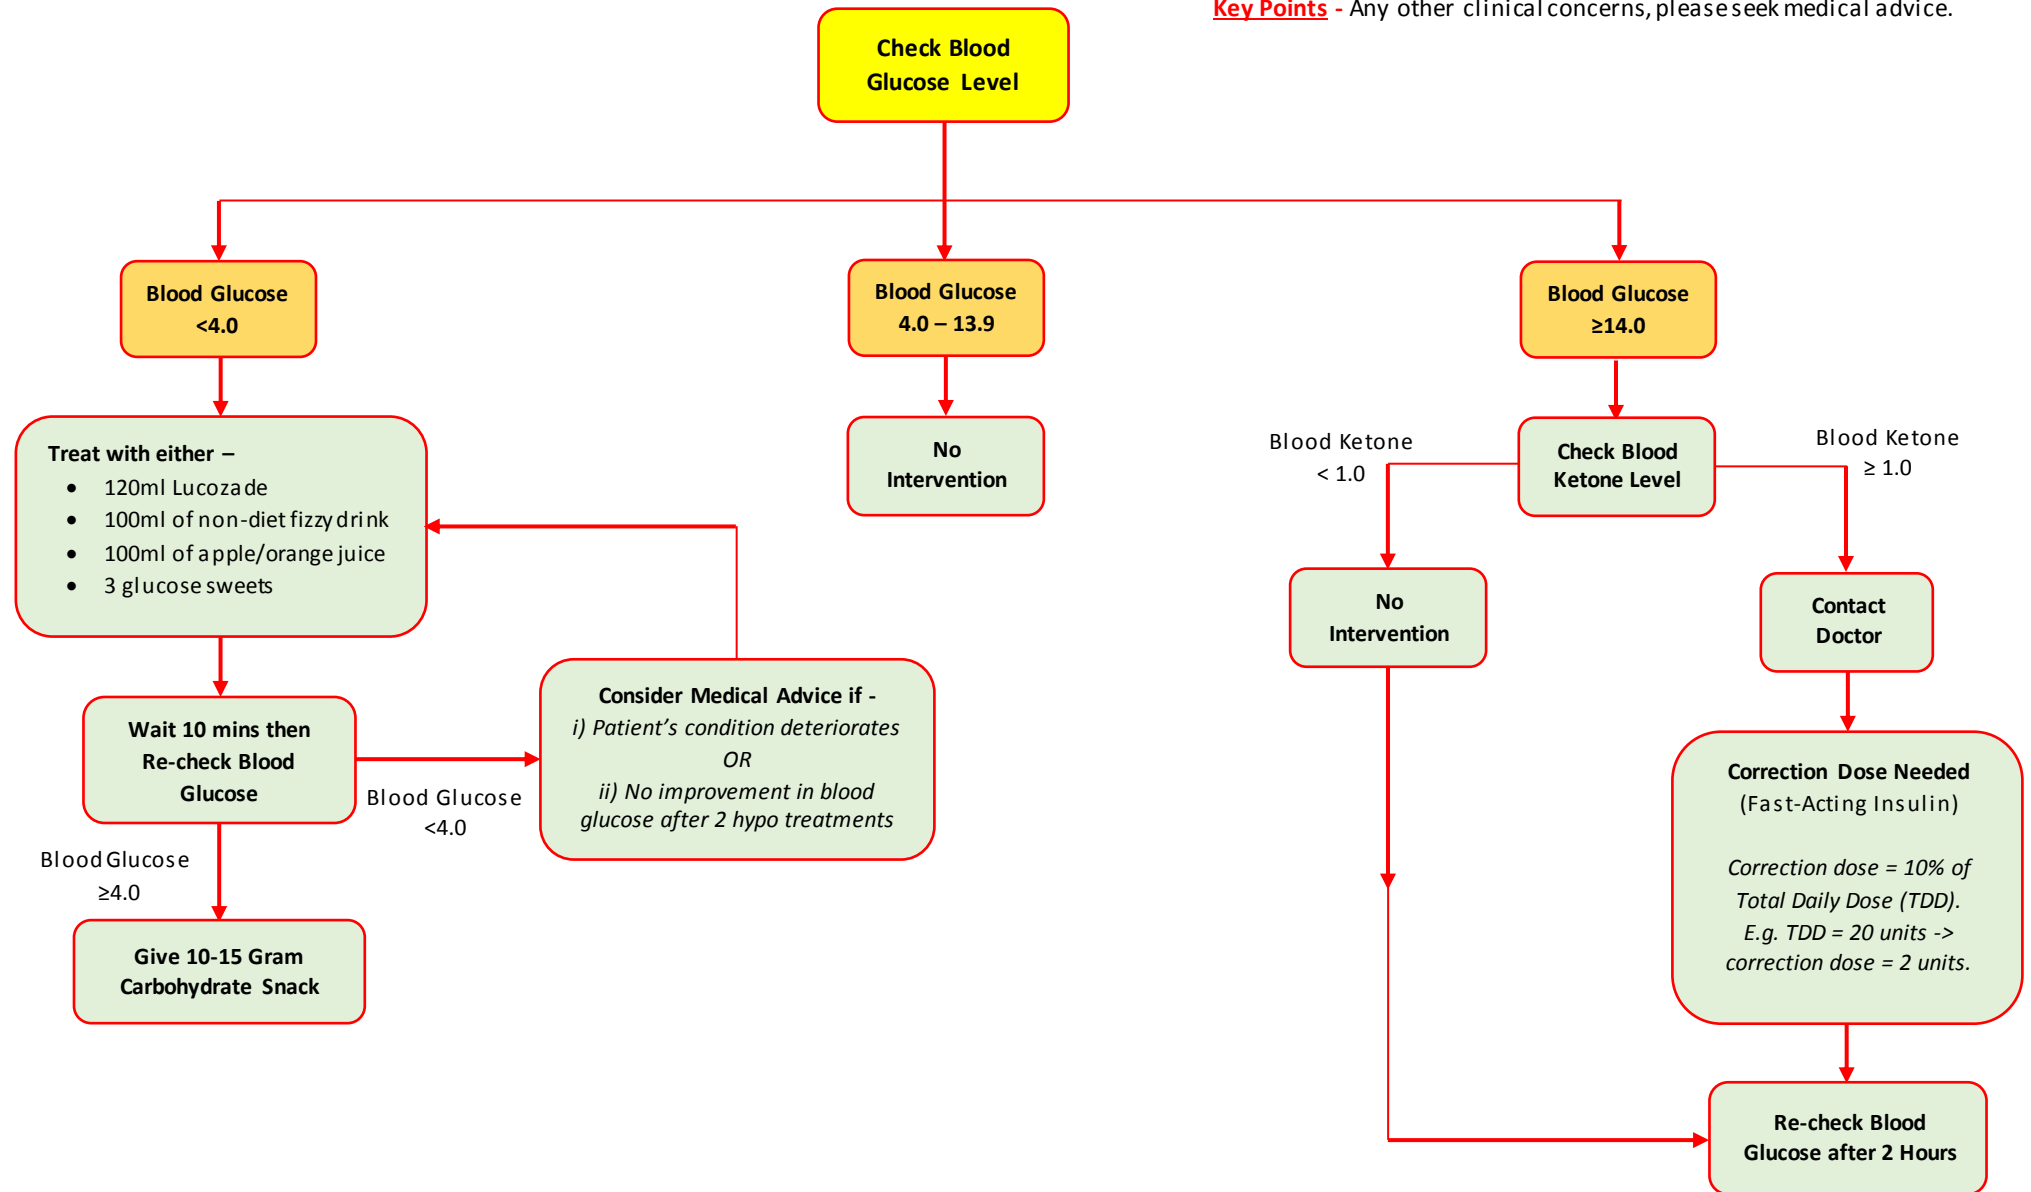 Key Points - Any other clinical concerns, please seek medical advice.
Check Blood
Glucose Level
Blood Glucose
<4.0
Blood Glucose
4.0 – 13.9
Blood Glucose
≥14.0
Treat with either –
• 120ml Lucozade
• 100ml of non-diet fizzy drink
• 100ml of apple/orange juice
• 3 glucose sweets
No
Intervention
Blood Ketone
< 1.0
Check Blood
Ketone Level
Blood Ketone
≥ 1.0
No
Intervention
Contact
Doctor
Wait 10 mins then
Re-check Blood
Glucose
Blood Glucose
<4.0
Consider Medical Advice if -
i) Patient’s condition deteriorates
OR
ii) No improvement in blood
glucose after 2 hypo treatments
Blood Glucose
≥4.0
Give 10-15 Gram
Carbohydrate Snack
Correction Dose Needed
(Fast-Acting Insulin)
Correction dose = 10% of
Total Daily Dose (TDD).
E.g. TDD = 20 units ->
correction dose = 2 units.
Re-check Blood
Glucose after 2 Hours